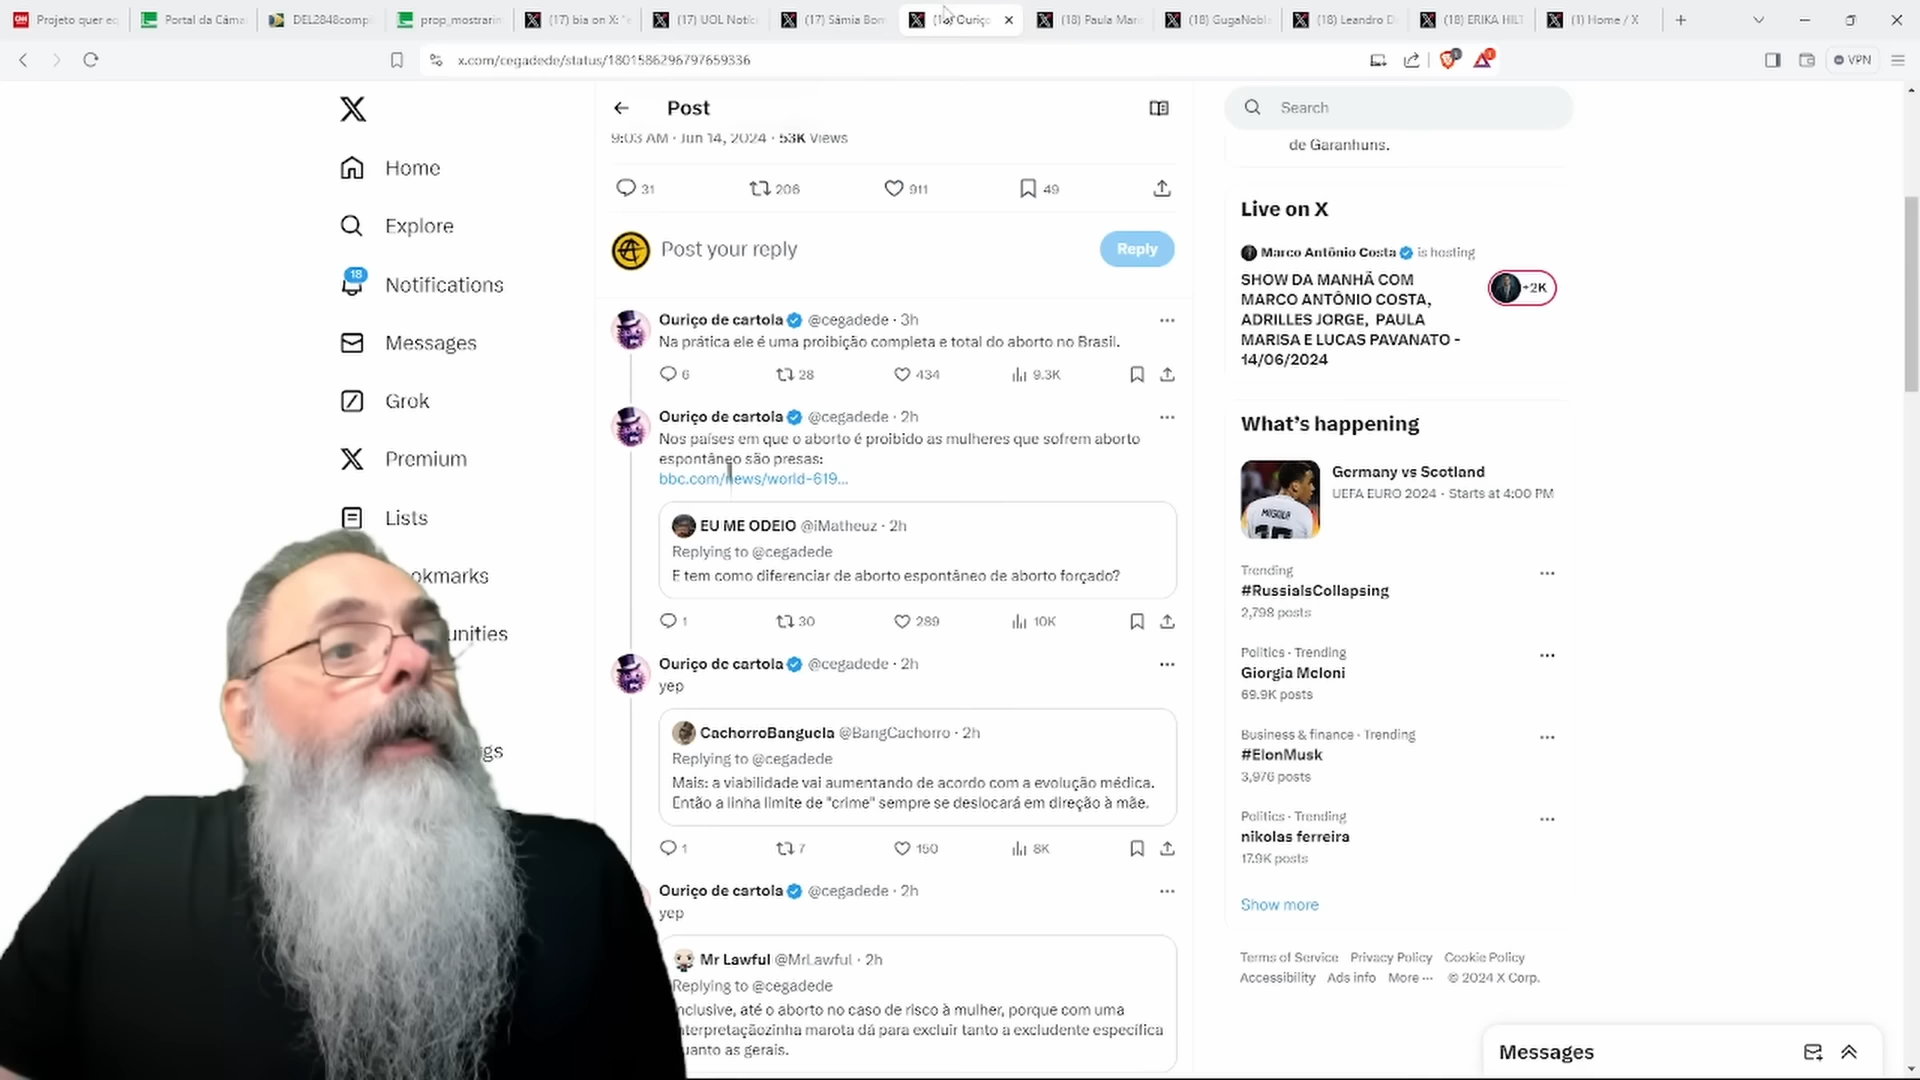 Projeto quer eq
Portal da Câma
DEL2848comp
prop_mostrarin
(17) bia on X: "e
(17) UOL Notíci
(17) Sâmia Bom
Ouriço
(18) Paula Mari
(18) GugaNobl
(18) Leandro D
(18) ERIKA HILT
(1) Home / X
x.com/cegadede/status/1801586296797659336
VPN
Home
Explore
18
Notifications
Messages
Grok
Premium
Lists
okmarks
unities
gs
Post
9:03 AM · Jun 14, 2024 · 53K Views
31 206 911 49
Post your reply
Reply
Ouriço de cartola @cegadede · 3h
Na prática ele é uma proibição completa e total do aborto no Brasil.
6 28 434 9.3K
Ouriço de cartola @cegadede · 2h
Nos países em que o aborto é proibido as mulheres que sofrem aborto
espontâneo são presas:
bbc.com/news/world-619…
EU ME ODEIO @iMatheuz · 2h
Replying to @cegadede
E tem como diferenciar de aborto espontâneo de aborto forçado?
1 30 289 10K
Ouriço de cartola @cegadede · 2h
yep
CachorroBanguela @BangCachorro · 2h
Replying to @cegadede
Mais: a viabilidade vai aumentando de acordo com a evolução médica.
Então a linha limite de "crime" sempre se deslocará em direção à mãe.
1 7 150 8K
Ouriço de cartola @cegadede · 2h
yep
Mr Lawful @MrLawful · 2h
Replying to @cegadede
nclusive, até o aborto no caso de risco à mulher, porque com uma
nterpretaçãozinha marota dá para excluir tanto a excludente específica
uanto as gerais.
Search
de Garanhuns.
Live on X
Marco Antônio Costa is hosting
SHOW DA MANHÃ COM
MARCO ANTÔNIO COSTA,
ADRILLES JORGE, PAULA
MARISA E LUCAS PAVANATO -
14/06/2024
+2K
What's happening
Germany vs Scotland
UEFA EURO 2024 · Starts at 4:00 PM
Trending
#RussiaIsCollapsing
2,798 posts
Politics · Trending
Giorgia Meloni
69.9K posts
Business & finance · Trending
#ElonMusk
3,976 posts
Politics · Trending
nikolas ferreira
17.9K posts
Show more
Terms of Service Privacy Policy Cookie Policy
Accessibility Ads info More ··· © 2024 X Corp.
Messages